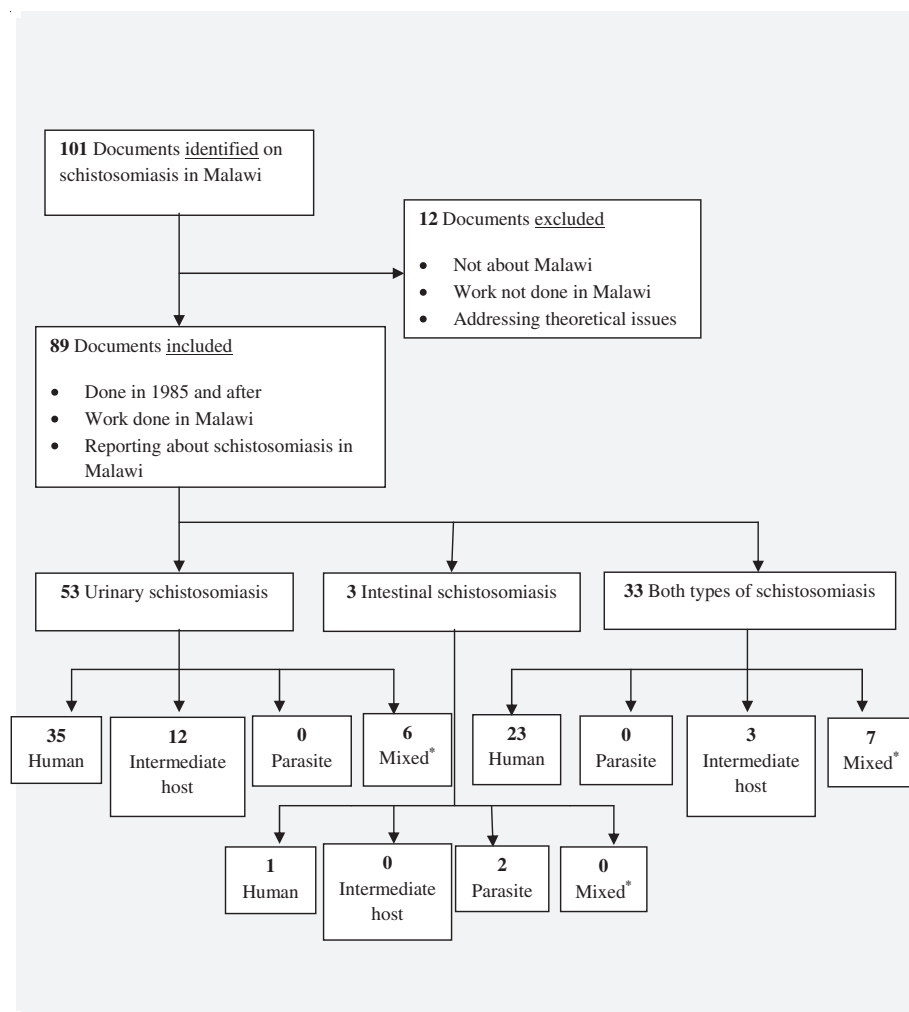 101 Documents identified on
schistosomiasis in Malawi
12 Documents excluded
• Not about Malawi
• Work not done in Malawi
• Addressing theoretical issues
89 Documents included
• Done in 1985 and after
• Work done in Malawi
• Reporting about schistosomiasis in
Malawi
53 Urinary schistosomiasis
3 Intestinal schistosomiasis
33 Both types of schistosomiasis
35
Human
12
Intermediate
host
0
Parasite
6
Mixed*
23
Human
0
Parasite
3
Intermediate
host
7
Mixed*
1
Human
0
Intermediate
host
2
Parasite
0
Mixed*